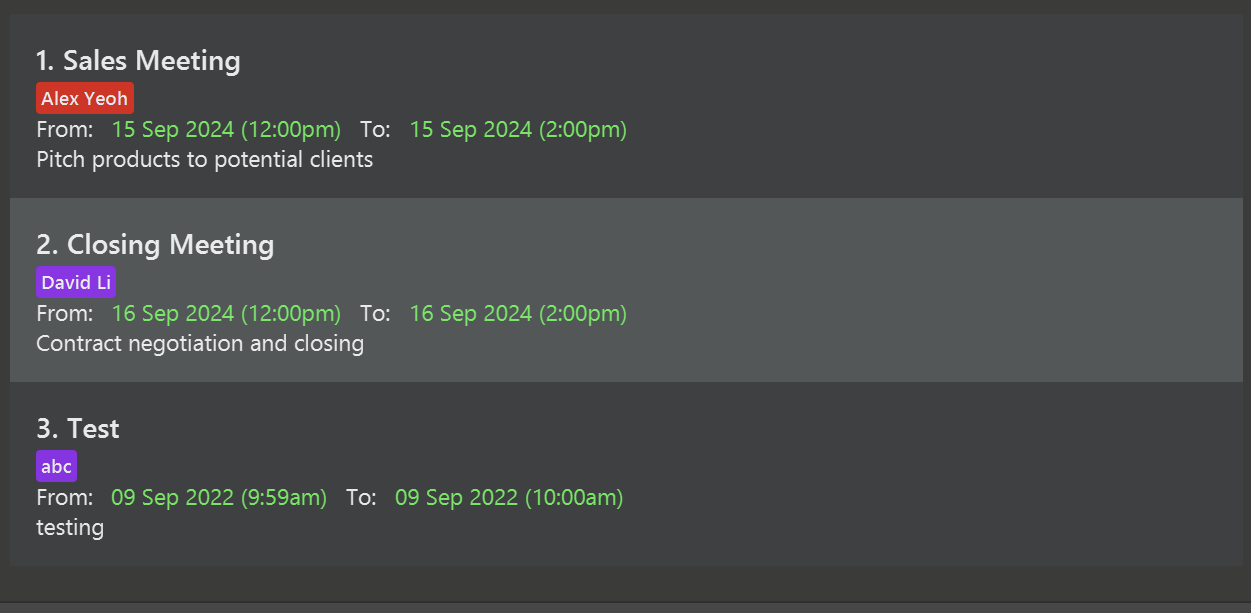 1. Sales Meeting
Alex Yeoh
From: 15 Sep 2024 (12:00pm) To: 15 Sep 2024 (2:00pm)
Pitch products to potential clients
2. Closing Meeting
David Li
From: 16 Sep 2024 (12:00pm) To: 16 Sep 2024 (2:00pm)
Contract negotiation and closing
3. Test
abc
From: 09 Sep 2022 (9:59am) To: 09 Sep 2022 (10:00am)
testing